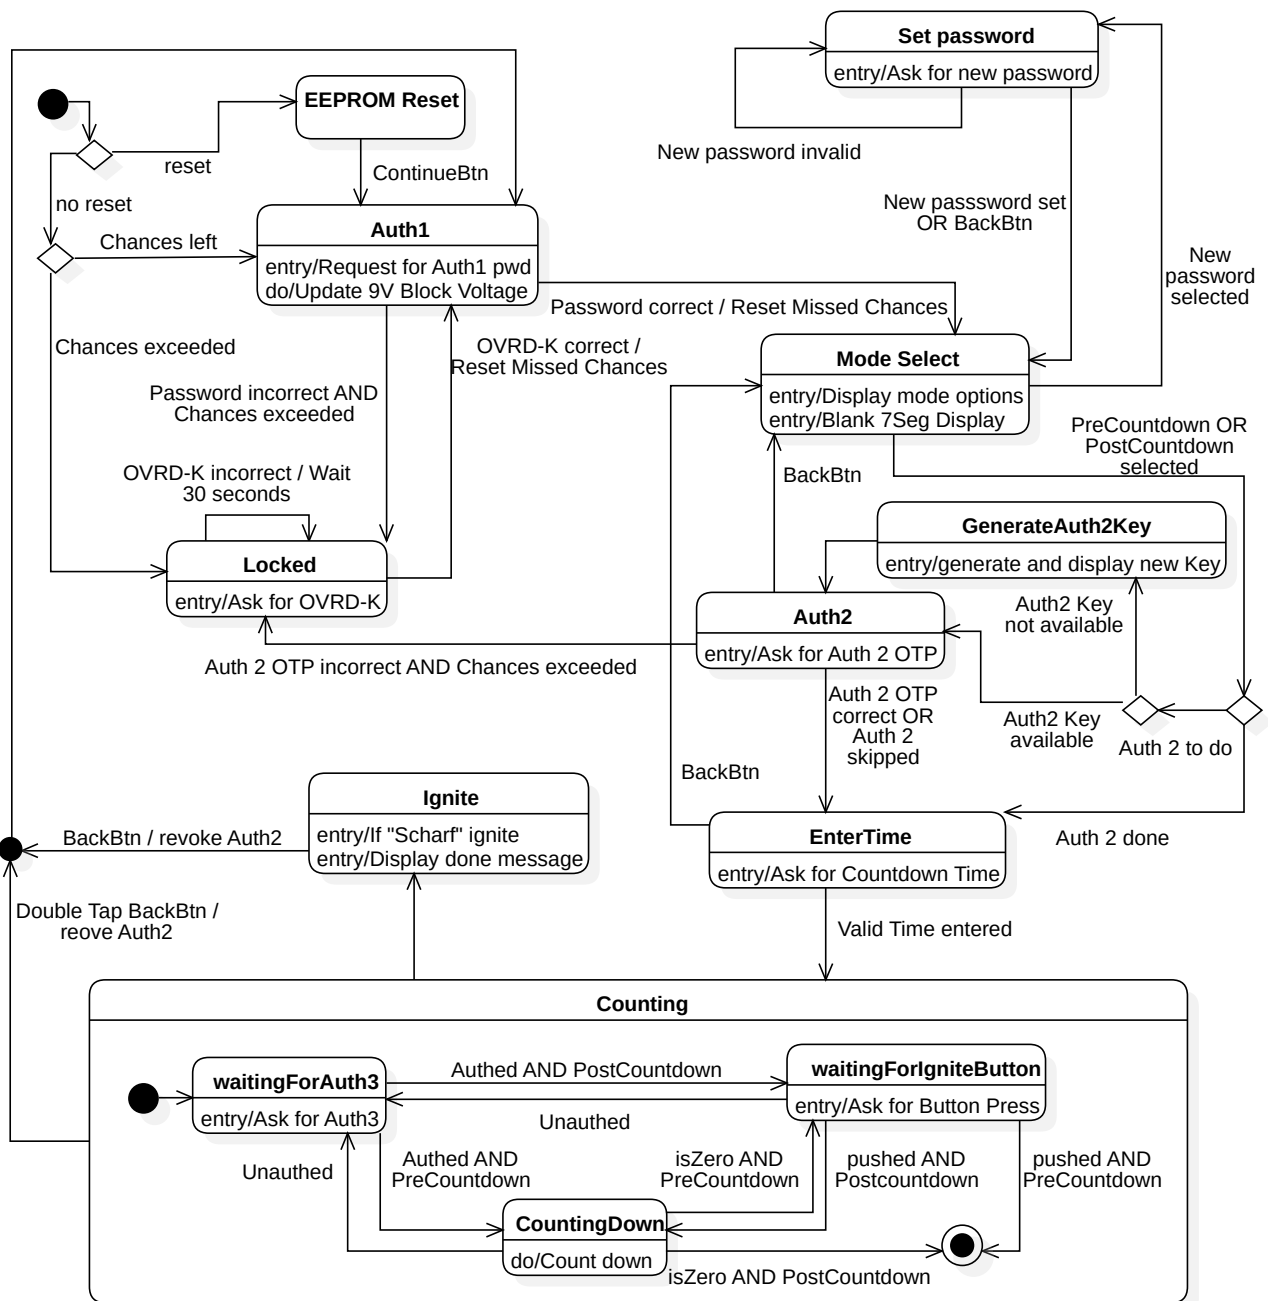 Set password
entry/Ask for new password
New password invalid
New passsword set
OR BackBtn
New
password
selected
EEPROM Reset
reset
ContinueBtn
no reset
Chances left
Auth1
entry/Request for Auth1 pwd
do/Update 9V Block Voltage
Password correct / Reset Missed Chances
Chances exceeded
OVRD-K correct /
Reset Missed Chances
Password incorrect AND
Chances exceeded
Mode Select
entry/Display mode options
entry/Blank 7Seg Display
PreCountdown OR
PostCountdown
selected
OVRD-K incorrect / Wait
30 seconds
BackBtn
Locked
entry/Ask for OVRD-K
GenerateAuth2Key
entry/generate and display new Key
Auth2
entry/Ask for Auth 2 OTP
Auth2 Key
not available
Auth 2 OTP incorrect AND Chances exceeded
Auth 2 OTP
correct OR
Auth 2
skipped
Auth2 Key
available
Auth 2 to do
BackBtn
Ignite
entry/If "Scharf" ignite
entry/Display done message
BackBtn / revoke Auth2
EnterTime
entry/Ask for Countdown Time
Auth 2 done
Double Tap BackBtn /
reove Auth2
Valid Time entered
Counting
waitingForAuth3
entry/Ask for Auth3
Authed AND PostCountdown
Unauthed
waitingForIgniteButton
entry/Ask for Button Press
Unauthed
Authed AND
PreCountdown
isZero AND
PreCountdown
pushed AND
Postcountdown
pushed AND
PreCountdown
CountingDown
do/Count down
isZero AND PostCountdown